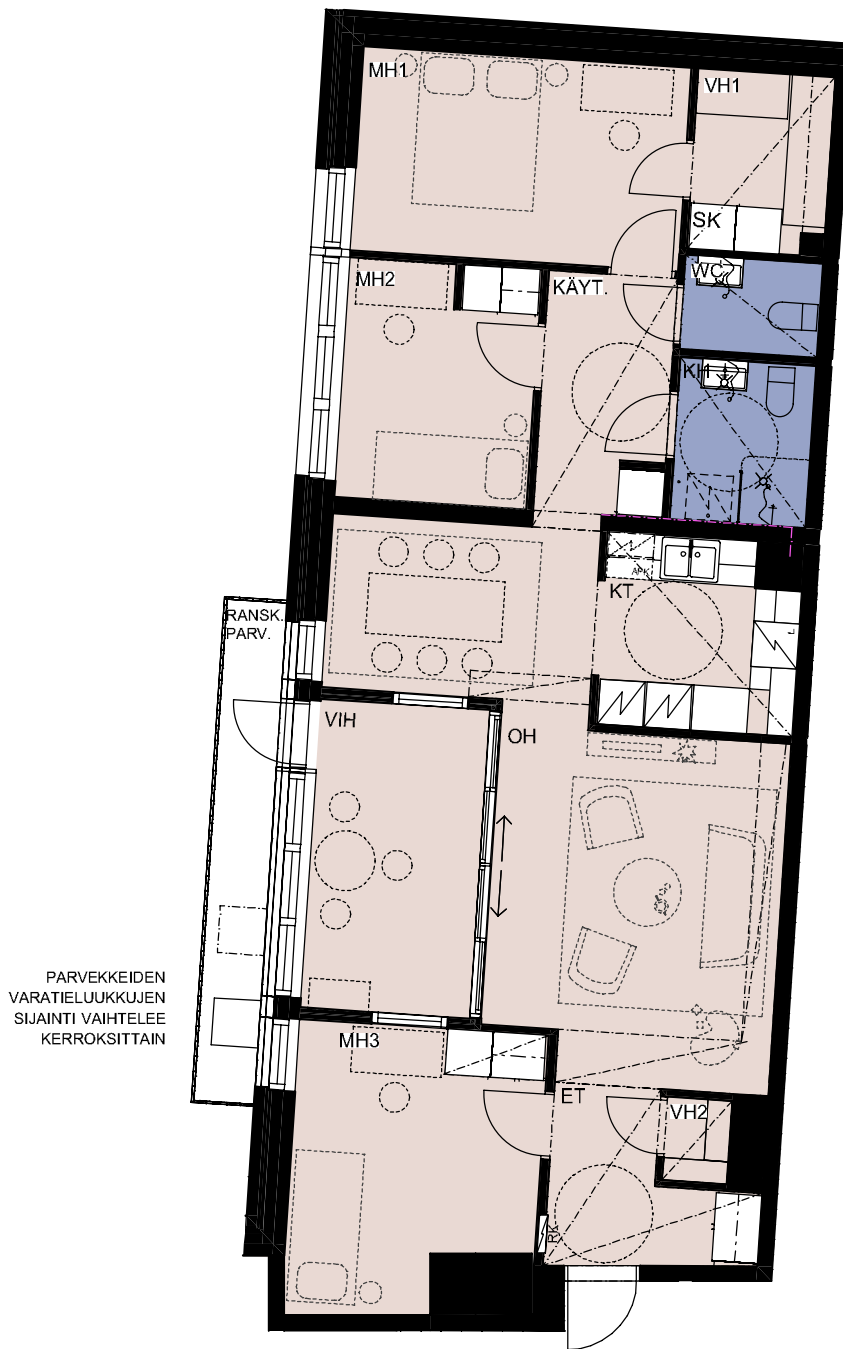 MH1
VH1
SK
WC
MH2
KÄYT.
KH
APK
KT
L
RANSK.
PARV.
VIH
OH
PARVEKKEIDEN
VARATIELUUKKUJEN
SIJAINTI VAIHTELEE
KERROKSITTAIN
MH3
ET
VH2
RK